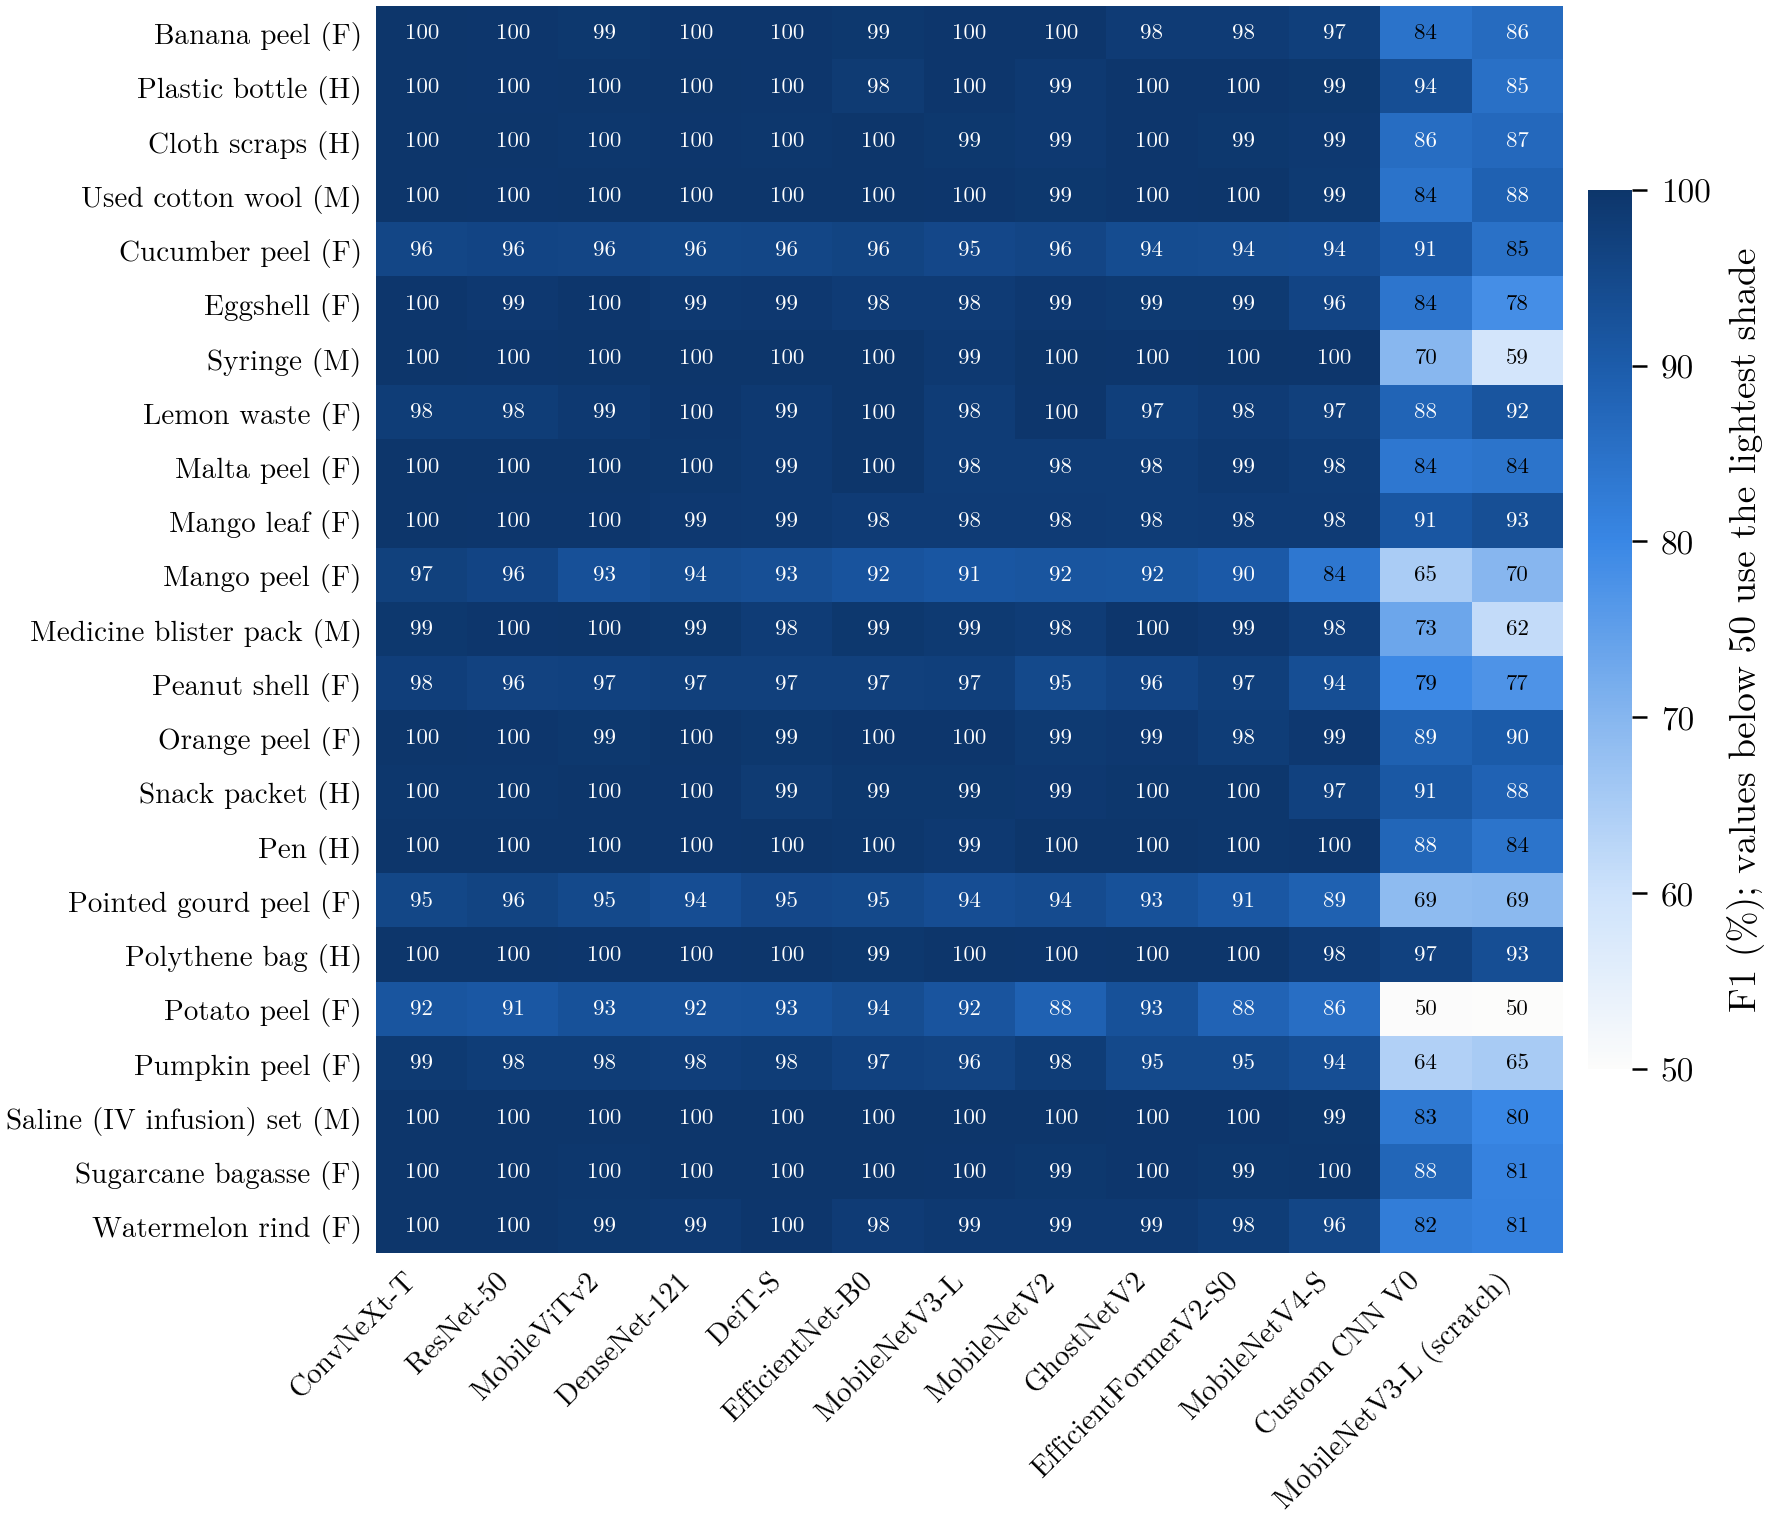 Banana peel (F) 100 100 99 100 100 99 100 100 98 98 97 84 86
Plastic bottle (H) 100 100 100 100 100 98 100 99 100 100 99 94 85
Cloth scraps (H) 100 100 100 100 100 100 99 99 100 99 99 86 87
Used cotton wool (M) 100 100 100 100 100 100 100 99 100 100 99 84 88
Cucumber peel (F) 96 96 96 96 96 96 95 96 94 94 94 91 85
Eggshell (F) 100 99 100 99 99 98 98 99 99 99 96 84 78
Syringe (M) 100 100 100 100 100 100 99 100 100 100 100 70 59
Lemon waste (F) 98 98 99 100 99 100 98 100 97 98 97 88 92
Malta peel (F) 100 100 100 100 99 100 98 98 98 99 98 84 84
Mango leaf (F) 100 100 100 99 99 98 98 98 98 98 98 91 93
Mango peel (F) 97 96 93 94 93 92 91 92 92 90 84 65 70
Medicine blister pack (M) 99 100 100 99 98 99 99 98 100 99 98 73 62
Peanut shell (F) 98 96 97 97 97 97 97 95 96 97 94 79 77
Orange peel (F) 100 100 99 100 99 100 100 99 99 98 99 89 90
Snack packet (H) 100 100 100 100 99 99 99 99 100 100 97 91 88
Pen (H) 100 100 100 100 100 100 99 100 100 100 100 88 84
Pointed gourd peel (F) 95 96 95 94 95 95 94 94 93 91 89 69 69
Polythene bag (H) 100 100 100 100 100 99 100 100 100 100 98 97 93
Potato peel (F) 92 91 93 92 93 94 92 88 93 88 86 50 50
Pumpkin peel (F) 99 98 98 98 98 97 96 98 95 95 94 64 65
Saline (IV infusion) set (M) 100 100 100 100 100 100 100 100 100 100 99 83 80
Sugarcane bagasse (F) 100 100 100 100 100 100 100 99 100 99 100 88 81
Watermelon rind (F) 100 100 99 99 100 98 99 99 99 98 96 82 81
ConvNeXt-T
ResNet-50
MobileViTv2
DenseNet-121
DeiT-S
EfficientNet-B0
MobileNetV3-L
MobileNetV2
GhostNetV2
EfficientFormerV2-S0
MobileNetV4-S
Custom CNN V0
MobileNetV3-L (scratch)
100
90
80
70
60
50
F1 (%); values below 50 use the lightest shade